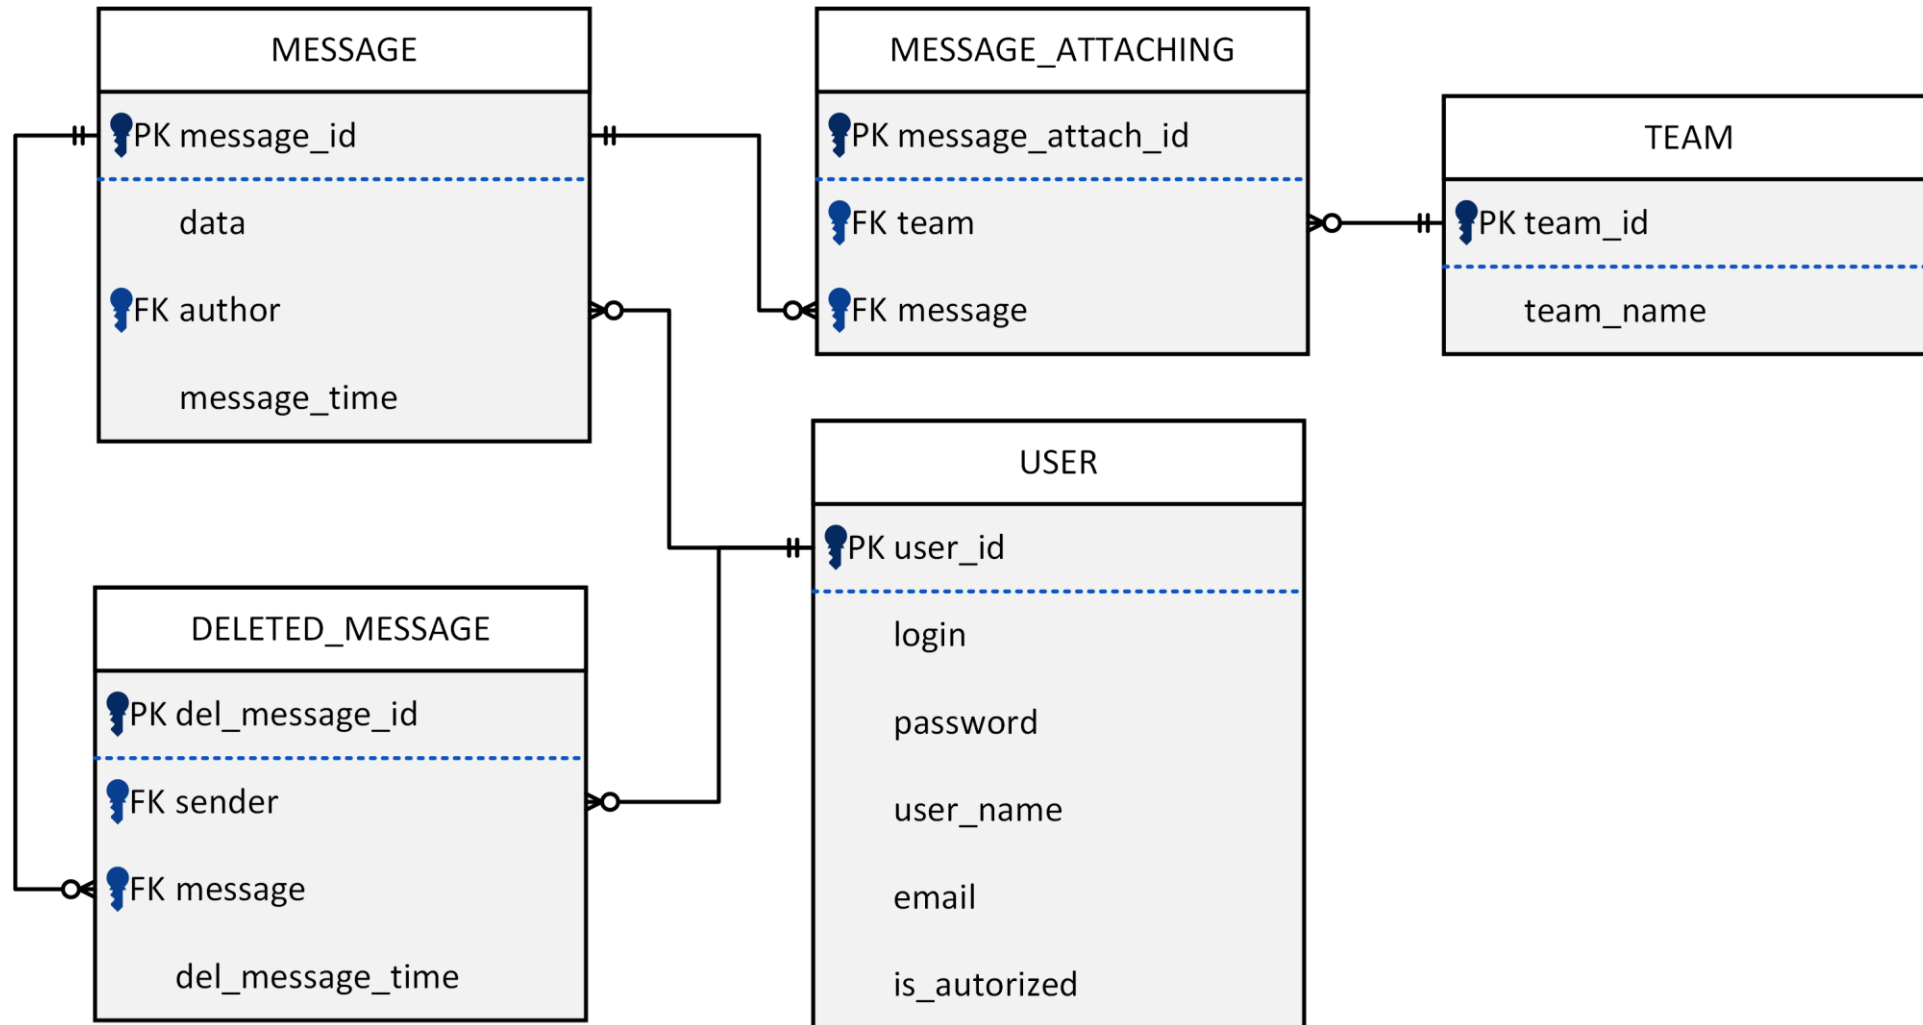 MESSAGE
PK message_id
data
FK author
message_time
MESSAGE_ATTACHING
PK message_attach_id
FK team
FK message
TEAM
PK team_id
team_name
DELETED_MESSAGE
PK del_message_id
FK sender
FK message
del_message_time
USER
PK user_id
login
password
user_name
email
is_autorized